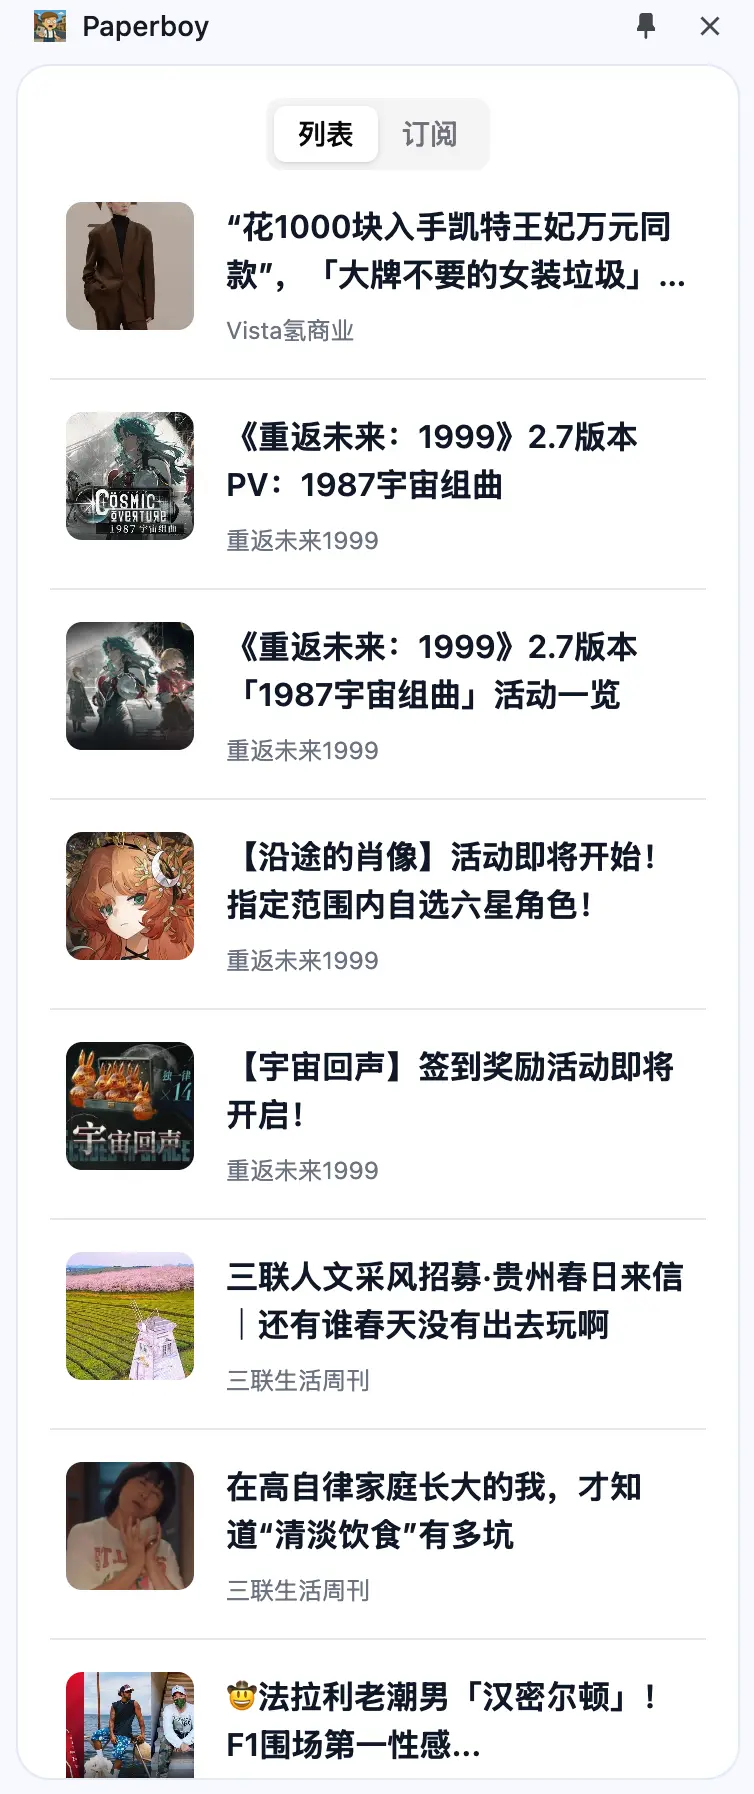 Paperboy
列表
订阅
“花1000块入手凯特王妃万元同
款”，「大牌不要的女装垃圾」...
Vista氢商业
《重返未来：1999》2.7版本
PV：1987宇宙组曲
COSMIC
OVERTURE
1987 宇宙组曲
重返未来1999
《重返未来：1999》2.7版本
「1987宇宙组曲」活动一览
重返未来1999
【沿途的肖像】活动即将开始！
指定范围内自选六星角色！
重返未来1999
独一律
×14
宇宙回声
【宇宙回声】签到奖励活动即将
开启！
重返未来1999
三联人文采风招募·贵州春日来信
｜还有谁春天没有出去玩啊
三联生活周刊
在高自律家庭长大的我，才知
道“清淡饮食”有多坑
三联生活周刊
🤠法拉利老潮男「汉密尔顿」！
F1围场第一性感...